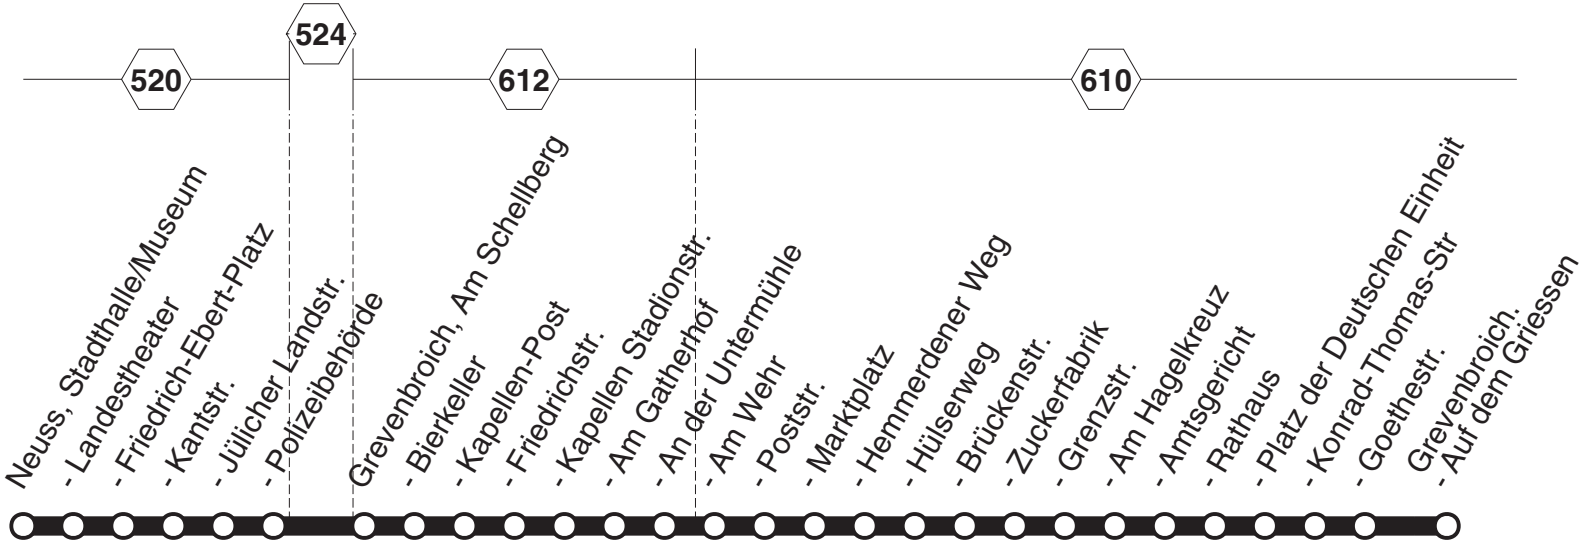 524
520
612
610
Neuss, Stadthalle/Museum
- Landestheater
- Friedrich-Ebert-Platz
- Kantstr.
- Jülicher Landstr.
- Polizeibehörde
Grevenbroich, Am Schellberg
- Bierkeller
- Kapellen-Post
- Friedrichstr.
- Kapellen Stadionstr.
- Am Gatherhof
- An der Untermühle
- Am Wehr
- Poststr.
- Marktplatz
- Hemmerdener Weg
- Hülserweg
- Brückenstr.
- Zuckerfabrik
- Grenzstr.
- Am Hagelkreuz
- Amtsgericht
- Rathaus
- Platz der Deutschen Einheit
- Konrad-Thomas-Str
- Goethestr.
Grevenbroich.
- Auf dem Griessen